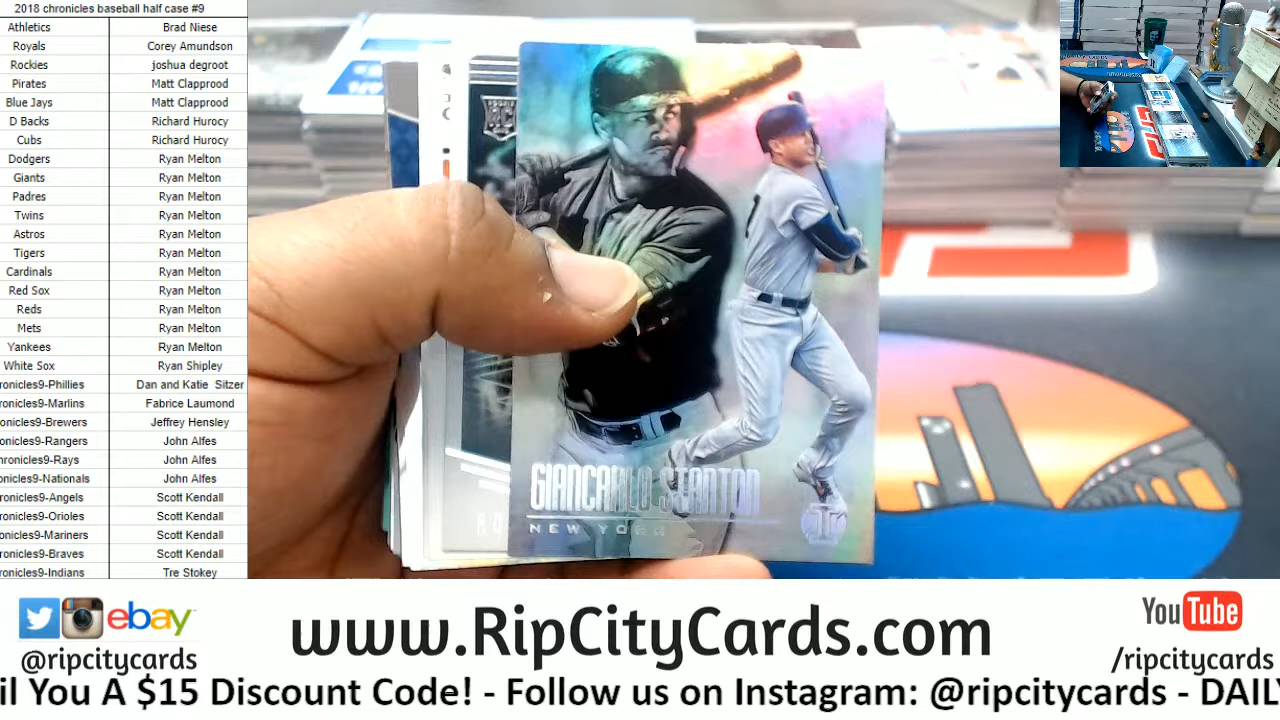 2018 chronicles baseball half case #9
Athletics Brad Niese
Royals Corey Amundson
Rockies joshua degroot
Pirates Matt Clapprood
Blue Jays Matt Clapprood
D Backs Richard Hurocy
Cubs Richard Hurocy
Dodgers Ryan Melton
Giants Ryan Melton
Padres Ryan Melton
Twins Ryan Melton
Astros Ryan Melton
Tigers Ryan Melton
Cardinals Ryan Melton
Red Sox Ryan Melton
Reds Ryan Melton
Mets Ryan Melton
Yankees Ryan Melton
White Sox Ryan Shipley
ronicles9-Phillies Dan and Katie Sitzer
ronicles9-Marlins Fabrice Laumond
ronicles9-Brewers Jeffrey Hensley
ronicles9-Rangers John Alfes
hronicles9-Rays John Alfes
onicles9-Nationals John Alfes
ronicles9-Angels Scott Kendall
ronicles9-Orioles Scott Kendall
onicles9-Mariners Scott Kendall
ronicles9-Braves Scott Kendall
ronicles9-Indians Tre Stokey
GIANCARLO STANTON
NEW YORK
ebay
@ripcitycards
www.RipCityCards.com
YouTube
/ripcitycards
il You A $15 Discount Code! - Follow us on Instagram: @ripcitycards - DAILY